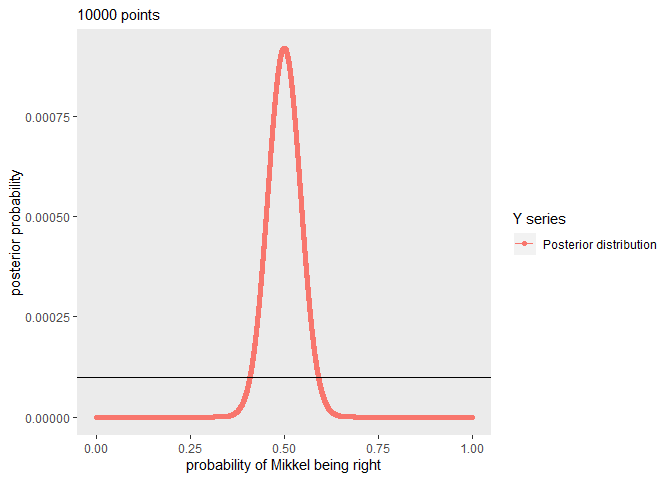 10000 points
posterior probability
0.00075
0.00050
0.00025
0.00000
0.00 0.25 0.50 0.75 1.00
probability of Mikkel being right
Y series
Posterior distribution